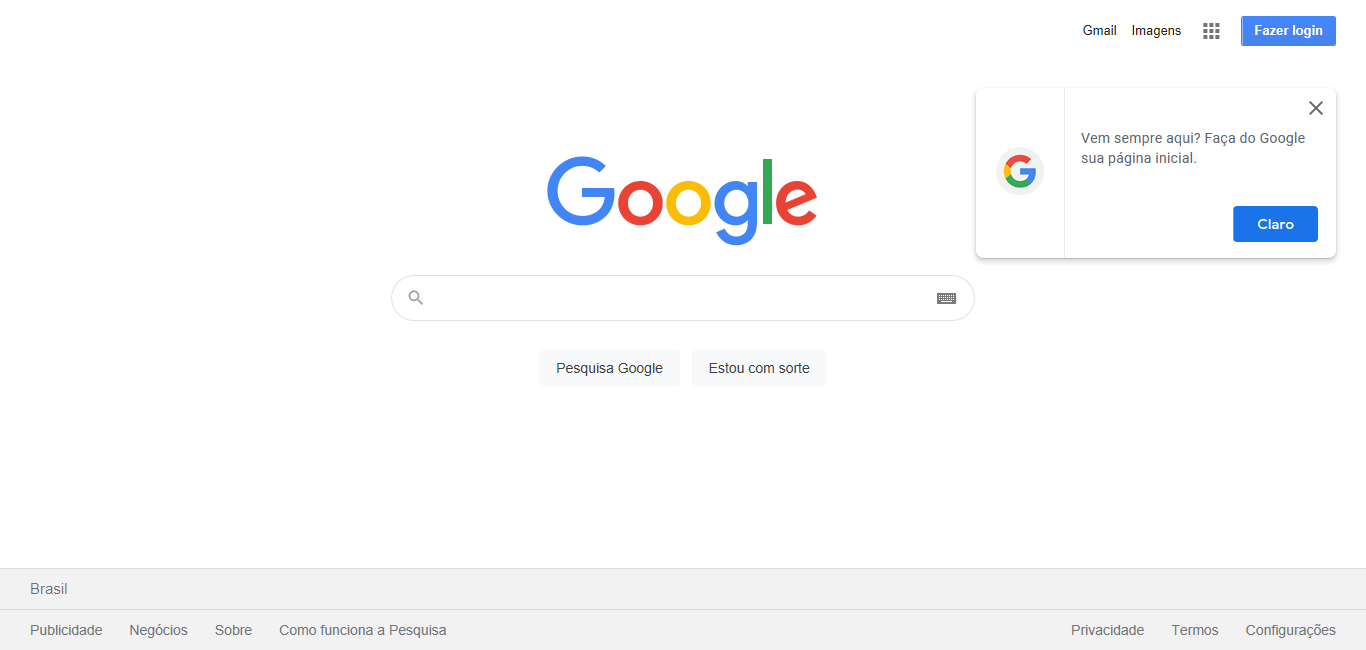 Gmail Imagens Fazer login
Vem sempre aqui? Faça do Google
sua página inicial.
Claro
Google
Pesquisa Google Estou com sorte
Brasil
Publicidade Negócios Sobre Como funciona a Pesquisa Privacidade Termos Configurações